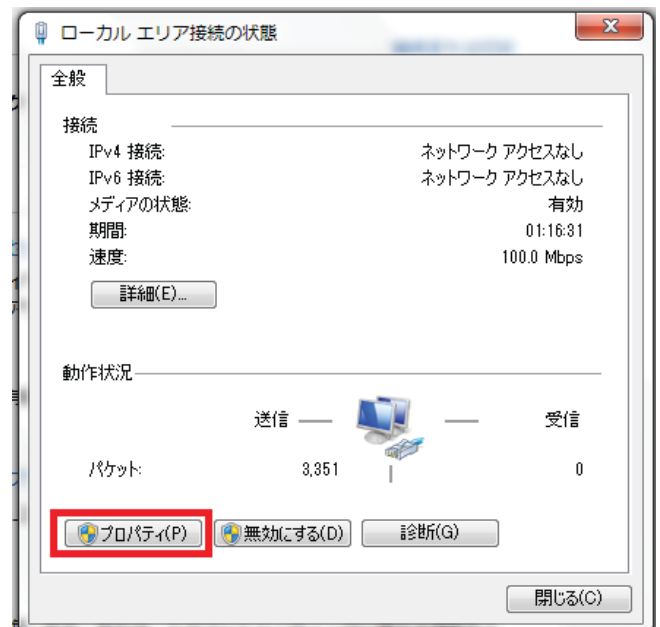 ローカル エリア接続の状態
全般
接続
IPv4 接続: ネットワーク アクセスなし
IPv6 接続: ネットワーク アクセスなし
メディアの状態: 有効
期間: 01:16:31
速度: 100.0 Mbps
詳細(E)...
動作状況
送信 受信
パケット: 3,351 0
プロパティ(P) 無効にする(D) 診断(G)
閉じる(C)